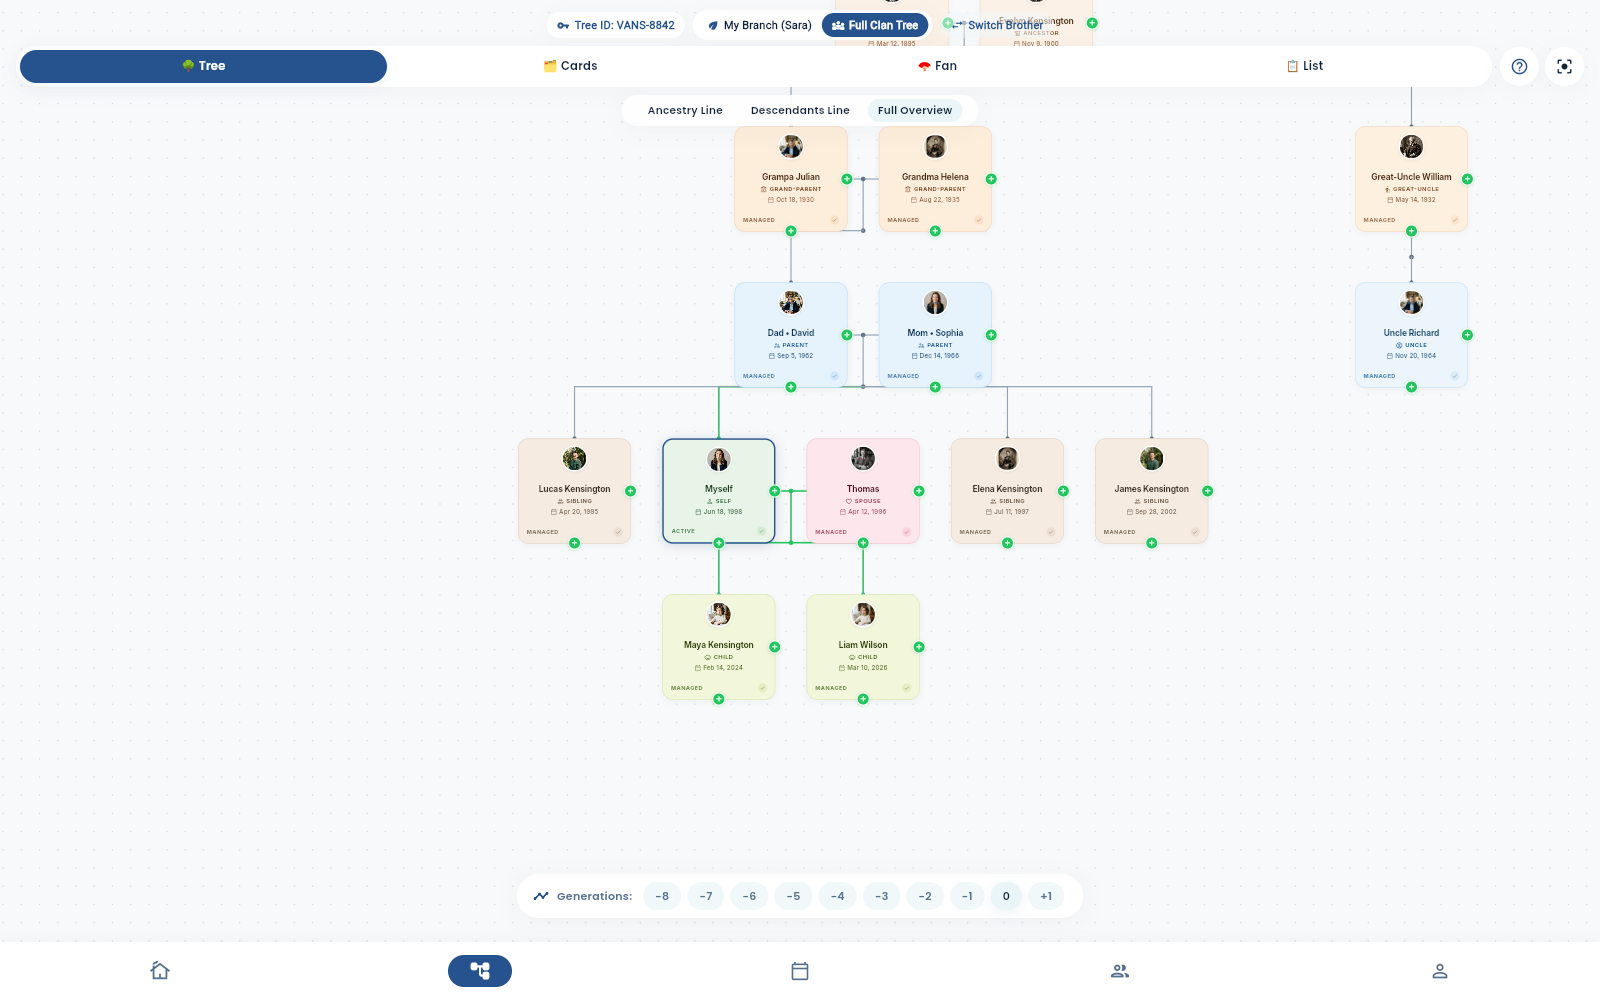 Tree ID: VANS-8842
My Branch (Sara)
Full Clan Tree
Switch Brother
Evelyn Kensington
ANCESTOR
Mar 12, 1895
Nov 9, 1900
🌳 Tree
🗂️ Cards
🪭 Fan
📋 List
Ancestry Line
Descendants Line
Full Overview
Grampa Julian
GRAND-PARENT
Oct 18, 1930
MANAGED
Grandma Helena
GRAND-PARENT
Aug 22, 1935
MANAGED
Great-Uncle William
GREAT-UNCLE
May 14, 1932
MANAGED
Dad • David
PARENT
Sep 5, 1962
MANAGED
Mom • Sophia
PARENT
Dec 14, 1966
MANAGED
Uncle Richard
UNCLE
Nov 20, 1964
MANAGED
Lucas Kensington
SIBLING
Apr 20, 1995
MANAGED
Myself
SELF
Jun 18, 1998
ACTIVE
Thomas
SPOUSE
Apr 12, 1996
MANAGED
Elena Kensington
SIBLING
Jul 11, 1997
MANAGED
James Kensington
SIBLING
Sep 28, 2002
MANAGED
Maya Kensington
CHILD
Feb 14, 2024
MANAGED
Liam Wilson
CHILD
Mar 10, 2026
MANAGED
Generations: -8 -7 -6 -5 -4 -3 -2 -1 0 +1